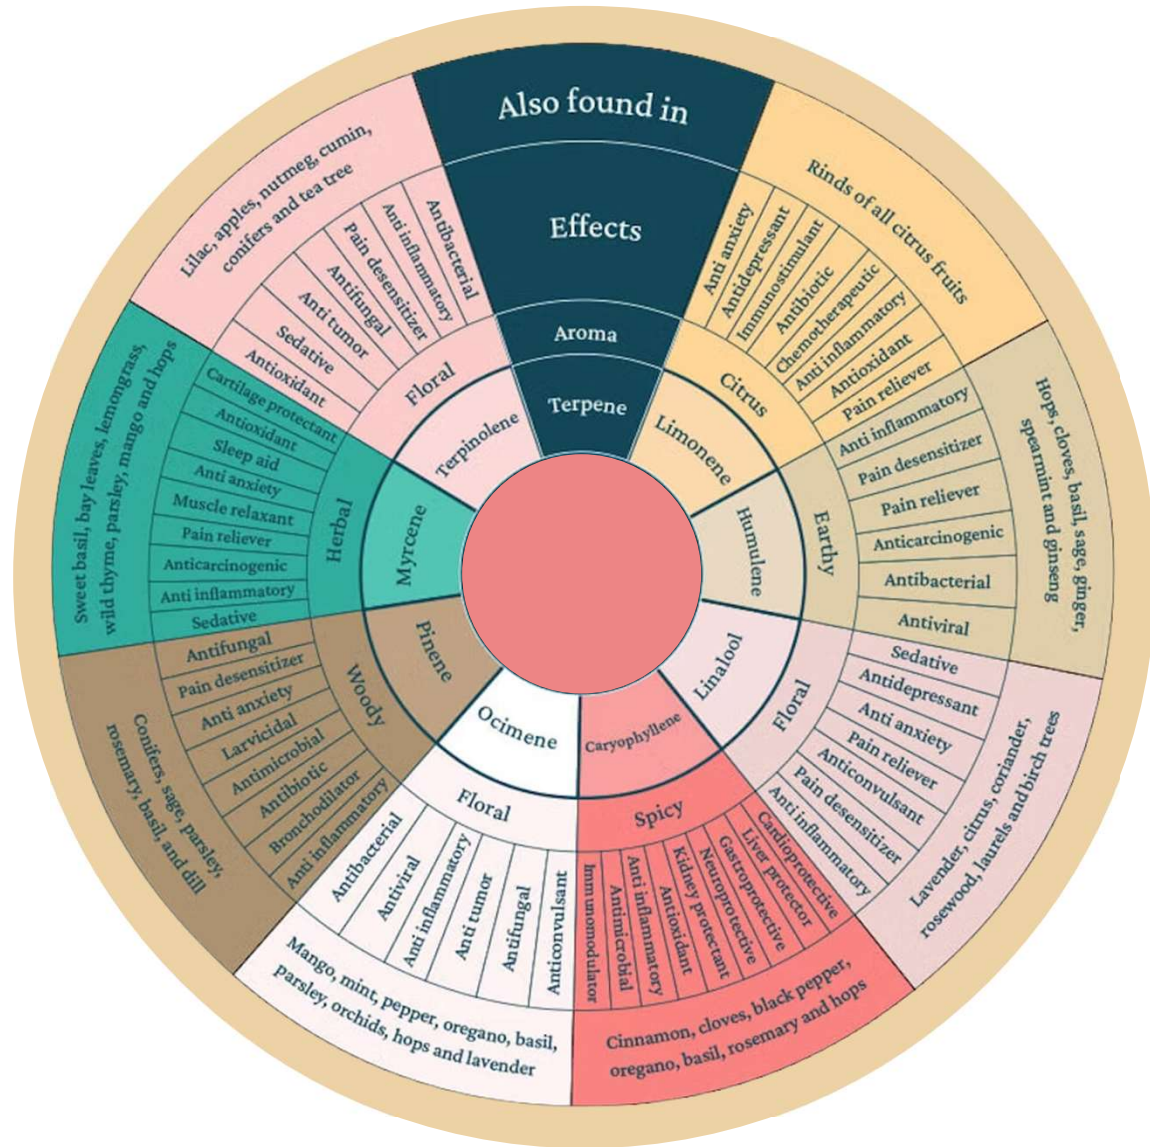 Also found in
Effects
Aroma
Terpene
Rinds of all citrus fruits
Anti anxiety
Antidepressant
Immunostimulant
Antibiotic
Chemotherapeutic
Anti inflammatory
Antioxidant
Pain reliever
Citrus
Limonene
Hops, cloves, basil, sage, ginger,
spearmint and ginseng
Anti inflammatory
Pain desensitizer
Pain reliever
Anticarcinogenic
Antibacterial
Antiviral
Earthy
Humulene
Lavender, citrus, coriander,
rosewood, laurels and birch trees
Sedative
Antidepressant
Anti anxiety
Pain reliever
Anticonvulsant
Pain desensitizer
Anti inflammatory
Floral
Linalool
Cinnamon, cloves, black pepper,
oregano, basil, rosemary and hops
Cardioprotective
Liver protector
Gastroprotective
Neuroprotective
Kidney protectant
Antioxidant
Anti inflammatory
Antimicrobial
Immunomodulator
Spicy
Caryophyllene
Mango, mint, pepper, oregano, basil,
parsley, orchids, hops and lavender
Antibacterial
Antiviral
Anti inflammatory
Anti tumor
Antifungal
Anticonvulsant
Floral
Ocimene
Conifers, sage, parsley,
rosemary, basil, and dill
Antifungal
Pain desensitizer
Anti anxiety
Larvicidal
Antimicrobial
Antibiotic
Bronchodilator
Anti inflammatory
Woody
Pinene
Sweet basil, bay leaves, lemongrass,
wild thyme, parsley, mango and hops
Cartilage protectant
Antioxidant
Sleep aid
Anti anxiety
Muscle relaxant
Pain reliever
Anticarcinogenic
Anti inflammatory
Sedative
Herbal
Myrcene
Lilac, apples, nutmeg, cumin,
conifers and tea tree
Antioxidant
Sedative
Anti tumor
Antifungal
Pain desensitizer
Anti inflammatory
Antibacterial
Floral
Terpinolene